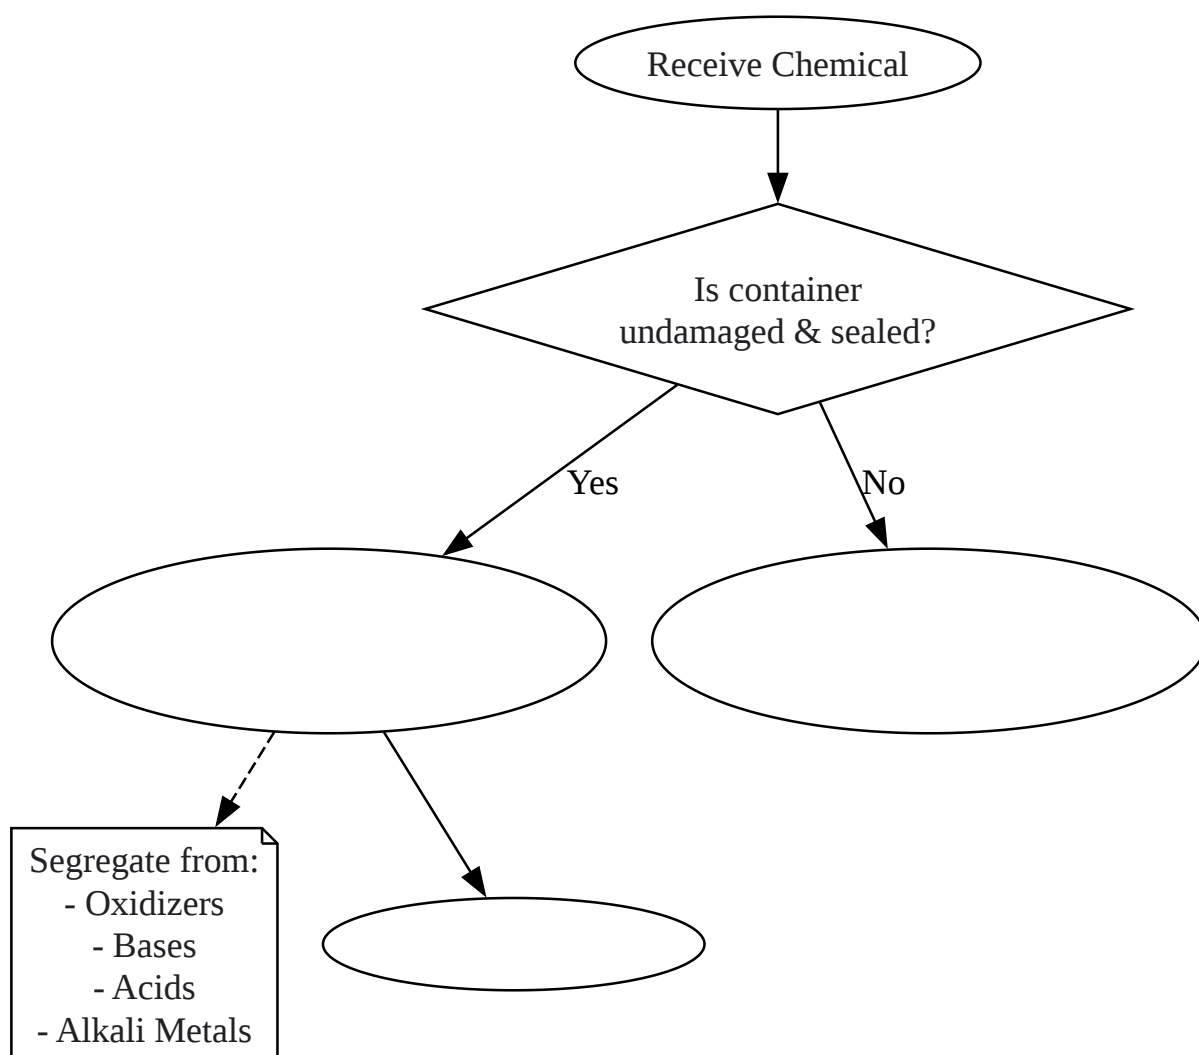 Receive Chemical
Is container
undamaged & sealed?
Yes
No
Segregate from:
- Oxidizers
- Bases
- Acids
- Alkali Metals